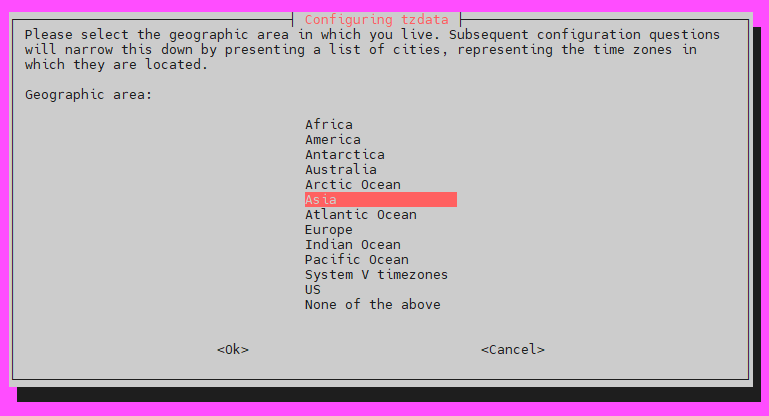 Configuring tzdata
Please select the geographic area in which you live. Subsequent configuration questions
will narrow this down by presenting a list of cities, representing the time zones in
which they are located.
Geographic area:
Africa
America
Antarctica
Australia
Arctic Ocean
Asia
Atlantic Ocean
Europe
Indian Ocean
Pacific Ocean
System V timezones
US
None of the above
<Ok> <Cancel>